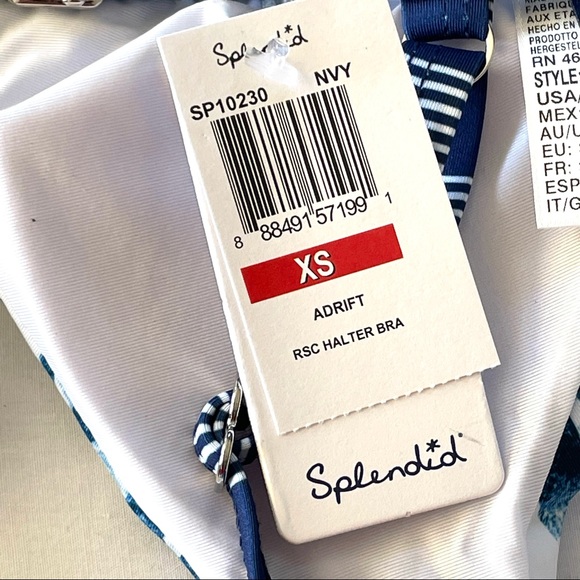 Splendid
SP10230 NVY
8 88491 57199 1
XS
ADRIFT
RSC HALTER BRA
Splendid
FABRIQU
AUX ETA
HECHO EN
PRODOTTO
HERGESTEL
RN 46
STYLE
USA/
MEX
AU/U
EU:
FR:
ESP
IT/G